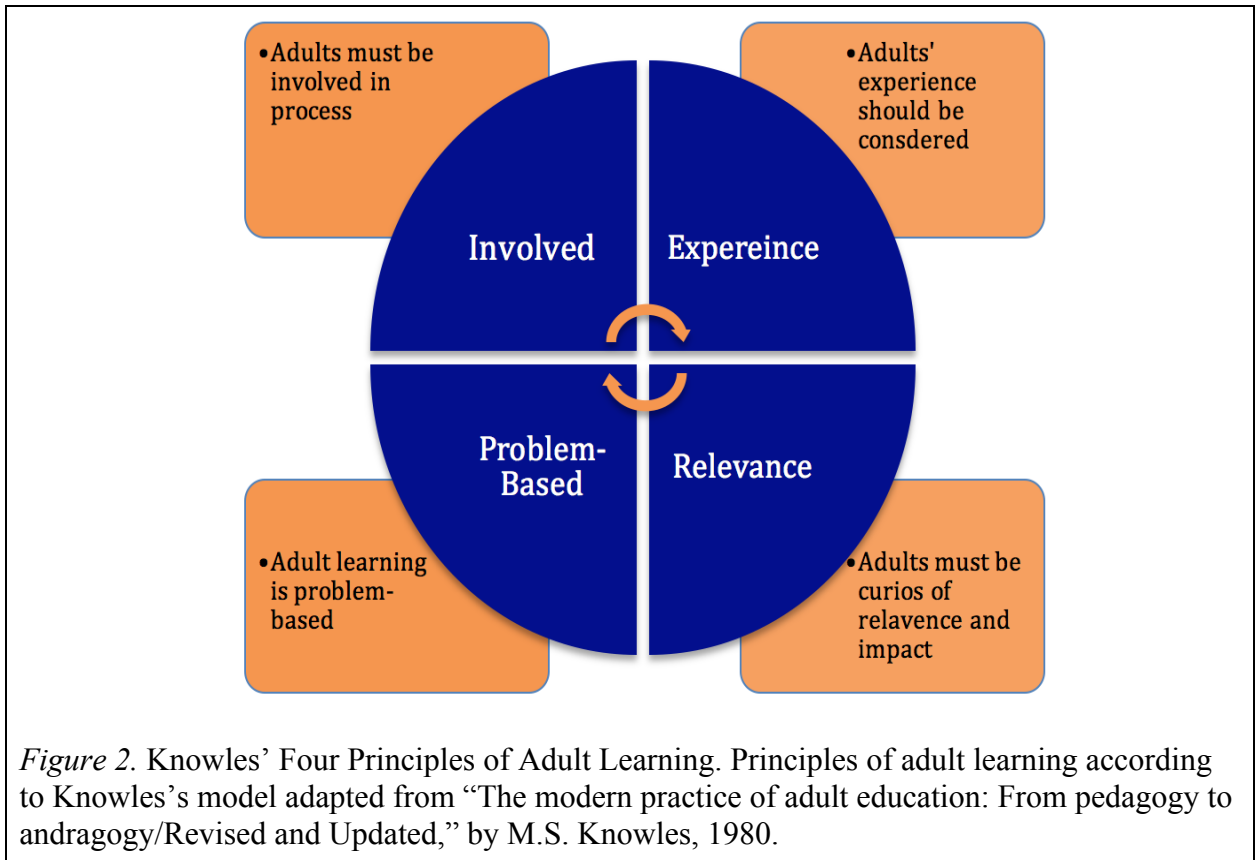 •Adults must be
involved in
process
•Adults'
experience
should be
consdered
Involved
Expereince
Problem-
Based
Relevance
•Adult learning
is problem-
based
•Adults must be
curios of
relavence and
impact
Figure 2. Knowles’ Four Principles of Adult Learning. Principles of adult learning according
to Knowles’s model adapted from “The modern practice of adult education: From pedagogy to
andragogy/Revised and Updated,” by M.S. Knowles, 1980.